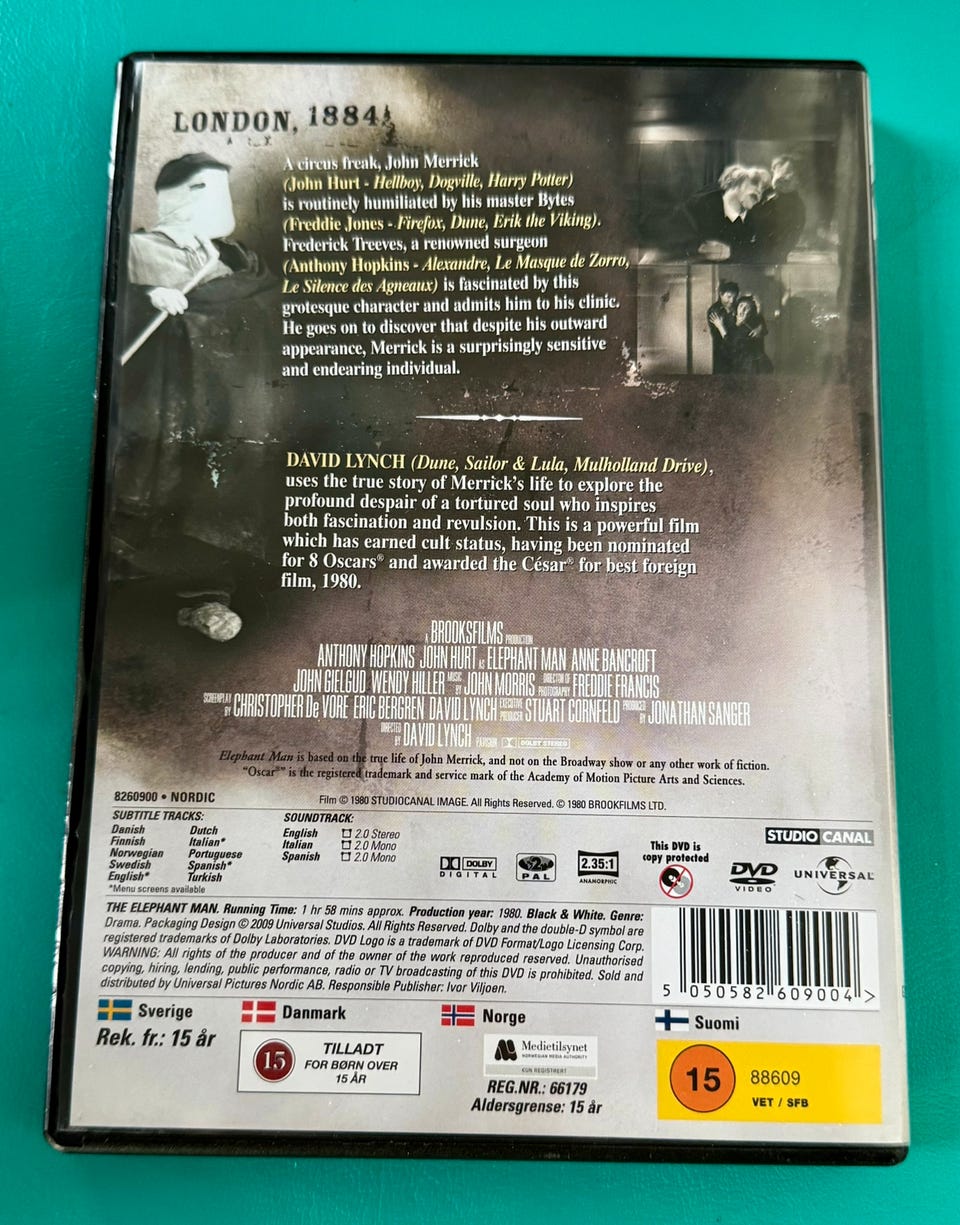 LONDON, 1884
A circus freak, John Merrick
(John Hurt - Hellboy, Dogville, Harry Potter)
is routinely humiliated by his master Bytes
(Freddie Jones - Firefox, Dune, Erik the Viking).
Frederick Treeves, a renowned surgeon
(Anthony Hopkins - Alexandre, Le Masque de Zorro,
Le Silence des Agneaux) is fascinated by this
grotesque character and admits him to his clinic.
He goes on to discover that despite his outward
appearance, Merrick is a surprisingly sensitive
and endearing individual.
DAVID LYNCH (Dune, Sailor & Lula, Mulholland Drive),
uses the true story of Merrick's life to explore the
profound despair of a tortured soul who inspires
both fascination and revulsion. This is a powerful film
which has earned cult status, having been nominated
for 8 Oscars® and awarded the César® for best foreign
film, 1980.
A BROOKSFILMS PRODUCTION
ANTHONY HOPKINS JOHN HURT AS ELEPHANT MAN ANNE BANCROFT
JOHN GIELGUD WENDY HILLER MUSIC BY JOHN MORRIS DIRECTOR OF PHOTOGRAPHY FREDDIE FRANCIS
SCREENPLAY BY CHRISTOPHER De VORE ERIC BERGREN DAVID LYNCH EXECUTIVE PRODUCER STUART CORNFELD PRODUCED BY JONATHAN SANGER
DIRECTED BY DAVID LYNCH PANAVISION DOLBY STEREO
Elephant Man is based on the true life of John Merrick, and not on the Broadway show or any other work of fiction.
"Oscar®" is the registered trademark and service mark of the Academy of Motion Picture Arts and Sciences.
8260900 • NORDIC
Film © 1980 STUDIOCANAL IMAGE. All Rights Reserved. © 1980 BROOKFILMS LTD.
SUBTITLE TRACKS:
Danish Dutch
Finnish Italian*
Norwegian Portuguese
Swedish Spanish*
English* Turkish
*Menu screens available
SOUNDTRACK:
English 2.0 Stereo
Italian 2.0 Mono
Spanish 2.0 Mono
DOLBY
DIGITAL
2
PAL
2.35:1
ANAMORPHIC
This DVD is
copy protected
STUDIO CANAL
DVD
VIDEO
UNIVERSAL
THE ELEPHANT MAN. Running Time: 1 hr 58 mins approx. Production year: 1980. Black & White. Genre:
Drama. Packaging Design © 2009 Universal Studios. All Rights Reserved. Dolby and the double-D symbol are
registered trademarks of Dolby Laboratories. DVD Logo is a trademark of DVD Format/Logo Licensing Corp.
WARNING: All rights of the producer and of the owner of the work reproduced reserved. Unauthorised
copying, hiring, lending, public performance, radio or TV broadcasting of this DVD is prohibited. Sold and
distributed by Universal Pictures Nordic AB. Responsible Publisher: Ivor Viljoen.
5 050582 609004 >
Sverige
Rek. fr.: 15 år
Danmark
15
TILLADT
FOR BØRN OVER
15 ÅR
Norge
Medietilsynet
NORWEGIAN MEDIA AUTHORITY
KUN REGISTRERT
REG.NR.: 66179
Aldersgrense: 15 år
Suomi
15
88609
VET / SFB